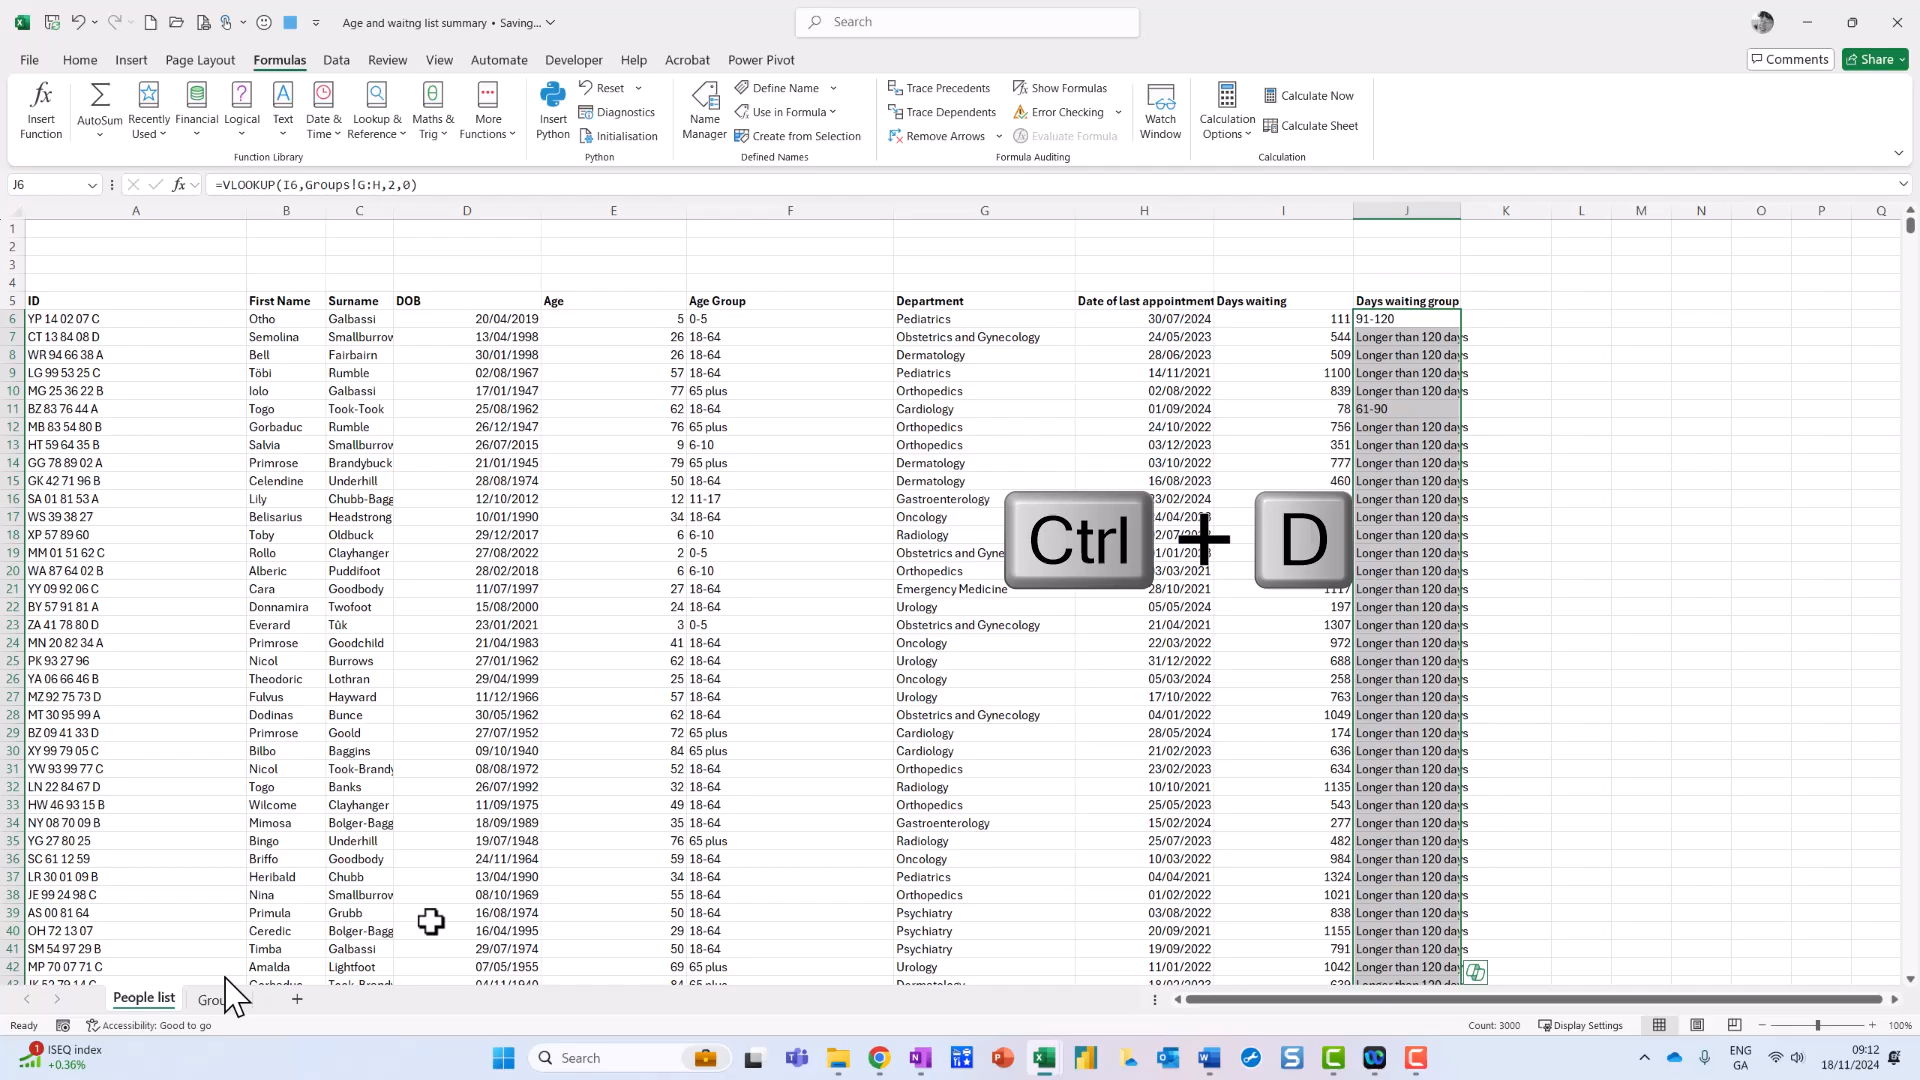 Age and waitng list summary • Saving...
Search
File Home Insert Page Layout Formulas Data Review View Automate Developer Help Acrobat Power Pivot
Comments Share
Insert Function
AutoSum
Recently Used
Financial
Logical
Text
Date & Time
Lookup & Reference
Maths & Trig
More Functions
Function Library
Insert Python
Reset
Diagnostics
Initialisation
Python
Name Manager
Define Name
Use in Formula
Create from Selection
Defined Names
Trace Precedents
Trace Dependents
Remove Arrows
Show Formulas
Error Checking
Evaluate Formula
Formula Auditing
Watch Window
Calculation Options
Calculate Now
Calculate Sheet
Calculation
J6 fx =VLOOKUP(I6,Groups!G:H,2,0)
A B C D E F G H I J K L M N O P Q
1
2
3
4
5 ID First Name Surname DOB Age Age Group Department Date of last appointment Days waiting Days waiting group
6 YP 14 02 07 C Otho Galbassi 20/04/2019 5 0-5 Pediatrics 30/07/2024 111 91-120
7 CT 13 84 08 D Semolina Smallburrow 13/04/1998 26 18-64 Obstetrics and Gynecology 24/05/2023 544 Longer than 120 days
8 WR 94 66 38 A Bell Fairbairn 30/01/1998 26 18-64 Dermatology 28/06/2023 509 Longer than 120 days
9 LG 99 53 25 C Töbi Rumble 02/08/1967 57 18-64 Pediatrics 14/11/2021 1100 Longer than 120 days
10 MG 25 36 22 B Iolo Galbassi 17/01/1947 77 65 plus Orthopedics 02/08/2022 839 Longer than 120 days
11 BZ 83 76 44 A Togo Took-Took 25/08/1962 62 18-64 Cardiology 01/09/2024 78 61-90
12 MB 83 54 80 B Gorbaduc Rumble 26/12/1947 76 65 plus Orthopedics 24/10/2022 756 Longer than 120 days
13 HT 59 64 35 B Salvia Smallburrow 26/07/2015 9 6-10 Orthopedics 03/12/2023 351 Longer than 120 days
14 GG 78 89 02 A Primrose Brandybuck 21/01/1945 79 65 plus Dermatology 03/10/2022 777 Longer than 120 days
15 GK 42 71 96 B Celendine Underhill 28/08/1974 50 18-64 Dermatology 16/08/2023 460 Longer than 120 days
16 SA 01 81 53 A Lily Chubb-Bagg 12/10/2012 12 11-17 Gastroenterology 23/02/2024 Longer than 120 days
17 WS 39 38 27 Belisarius Headstrong 10/01/1990 34 18-64 Oncology Longer than 120 days
18 XP 57 89 60 Toby Oldbuck 29/12/2017 6 6-10 Radiology Longer than 120 days
19 MM 01 51 62 C Rollo Clayhanger 27/08/2022 2 0-5 Obstetrics and Gyne Longer than 120 days
20 WA 87 64 02 B Alberic Puddifoot 28/02/2018 6 6-10 Orthopedics Longer than 120 days
21 YY 09 92 06 C Cara Goodbody 11/07/1997 27 18-64 Emergency Medicine 28/10/2021 1117 Longer than 120 days
22 BY 57 91 81 A Donnamira Twofoot 15/08/2000 24 18-64 Urology 05/05/2024 197 Longer than 120 days
23 ZA 41 78 80 D Everard Tûk 23/01/2021 3 0-5 Obstetrics and Gynecology 21/04/2021 1307 Longer than 120 days
24 MN 20 82 34 A Primrose Goodchild 21/04/1983 41 18-64 Oncology 22/03/2022 972 Longer than 120 days
25 PK 93 27 96 Nicol Burrows 27/01/1962 62 18-64 Urology 31/12/2022 688 Longer than 120 days
26 YA 06 66 46 B Theodoric Lothran 29/04/1999 25 18-64 Oncology 05/03/2024 258 Longer than 120 days
27 MZ 92 75 73 D Fulvus Hayward 11/12/1966 57 18-64 Urology 17/10/2022 763 Longer than 120 days
28 MT 30 95 99 A Dodinas Bunce 30/05/1962 62 18-64 Obstetrics and Gynecology 04/01/2022 1049 Longer than 120 days
29 BZ 09 41 33 D Primrose Goold 27/07/1952 72 65 plus Cardiology 28/05/2024 174 Longer than 120 days
30 XY 99 79 05 C Bilbo Baggins 09/10/1940 84 65 plus Cardiology 21/02/2023 636 Longer than 120 days
31 YW 93 99 77 C Nicol Took-Brandy 08/08/1972 52 18-64 Orthopedics 23/02/2023 634 Longer than 120 days
32 LN 22 84 67 D Togo Banks 26/07/1992 32 18-64 Radiology 10/10/2021 1135 Longer than 120 days
33 HW 46 93 15 B Wilcome Clayhanger 11/09/1975 49 18-64 Orthopedics 25/05/2023 543 Longer than 120 days
34 NY 08 70 09 B Mimosa Bolger-Bagg 18/09/1989 35 18-64 Gastroenterology 15/02/2024 277 Longer than 120 days
35 YG 27 80 25 Bingo Underhill 19/07/1948 76 65 plus Radiology 25/07/2023 482 Longer than 120 days
36 SC 61 12 59 Briffo Goodbody 24/11/1964 59 18-64 Oncology 10/03/2022 984 Longer than 120 days
37 LR 30 01 09 B Heribald Chubb 13/04/1990 34 18-64 Pediatrics 04/04/2021 1324 Longer than 120 days
38 JE 99 24 98 C Nina Smallburrow 08/10/1969 55 18-64 Orthopedics 01/02/2022 1021 Longer than 120 days
39 AS 00 81 64 Primula Grubb 16/08/1974 50 18-64 Psychiatry 03/08/2022 838 Longer than 120 days
40 OH 72 13 07 Ceredic Bolger-Bagg 16/04/1995 29 18-64 Psychiatry 20/09/2021 1155 Longer than 120 days
41 SM 54 97 29 B Timba Galbassi 29/07/1974 50 18-64 Psychiatry 19/09/2022 791 Longer than 120 days
42 MP 70 07 71 C Amalda Lightfoot 07/05/1955 69 65 plus Urology 11/01/2022 1042 Longer than 120 days
Ctrl + D
People list
Ready Accessibility: Good to go Count: 3000 Display Settings 100%
1 ISEQ index
+0.36%
Search
ENG
GA
09:12
18/11/2024